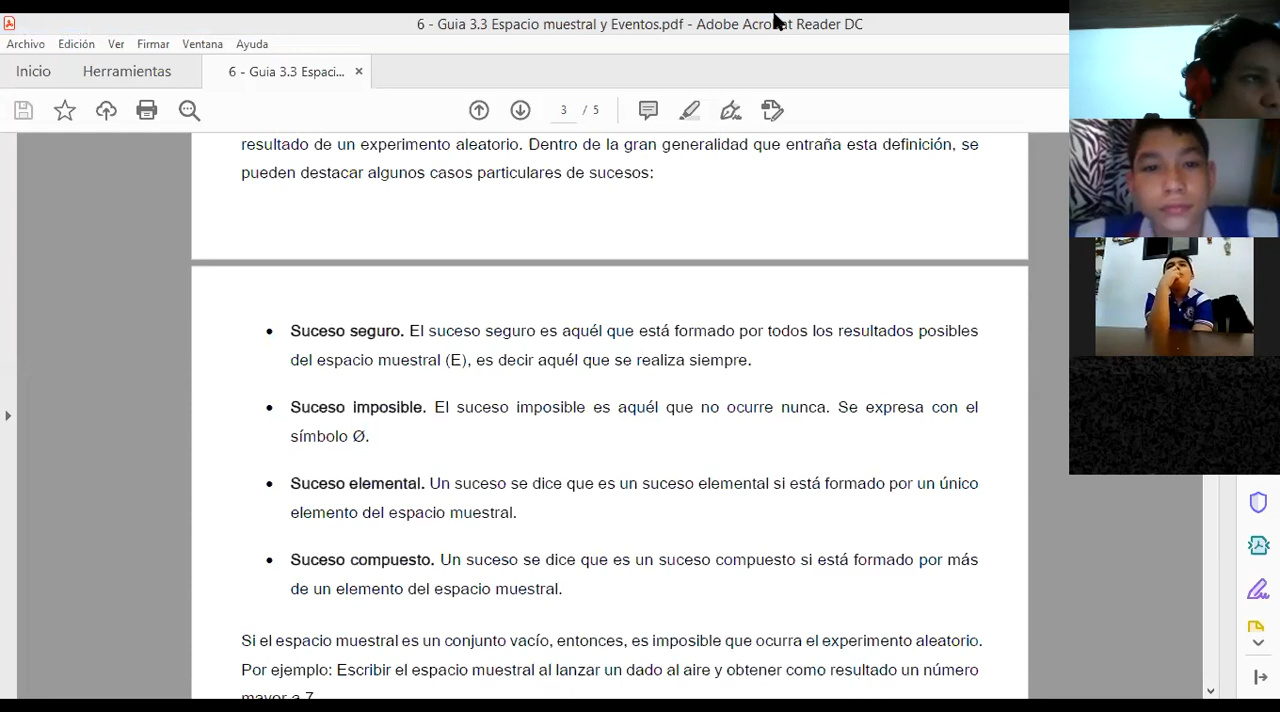 6 - Guia 3.3 Espacio muestral y Eventos.pdf - Adobe Acrobat Reader DC
Archivo Edición Ver Firmar Ventana Ayuda
Inicio Herramientas 6 - Guia 3.3 Espaci... ×
3 / 5
resultado de un experimento aleatorio. Dentro de la gran generalidad que entraña esta definición, se
pueden destacar algunos casos particulares de sucesos:
• Suceso seguro. El suceso seguro es aquél que está formado por todos los resultados posibles
del espacio muestral (E), es decir aquél que se realiza siempre.
• Suceso imposible. El suceso imposible es aquél que no ocurre nunca. Se expresa con el
símbolo Ø.
• Suceso elemental. Un suceso se dice que es un suceso elemental si está formado por un único
elemento del espacio muestral.
• Suceso compuesto. Un suceso se dice que es un suceso compuesto si está formado por más
de un elemento del espacio muestral.
Si el espacio muestral es un conjunto vacío, entonces, es imposible que ocurra el experimento aleatorio.
Por ejemplo: Escribir el espacio muestral al lanzar un dado al aire y obtener como resultado un número
mayor a 7